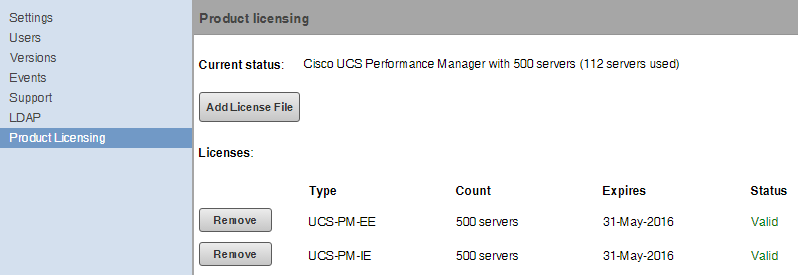 Settings
Users
Versions
Events
Support
LDAP
Product Licensing
Product licensing
Current status: Cisco UCS Performance Manager with 500 servers (112 servers used)
Add License File
Licenses:
Type Count Expires Status
Remove UCS-PM-EE 500 servers 31-May-2016 Valid
Remove UCS-PM-IE 500 servers 31-May-2016 Valid